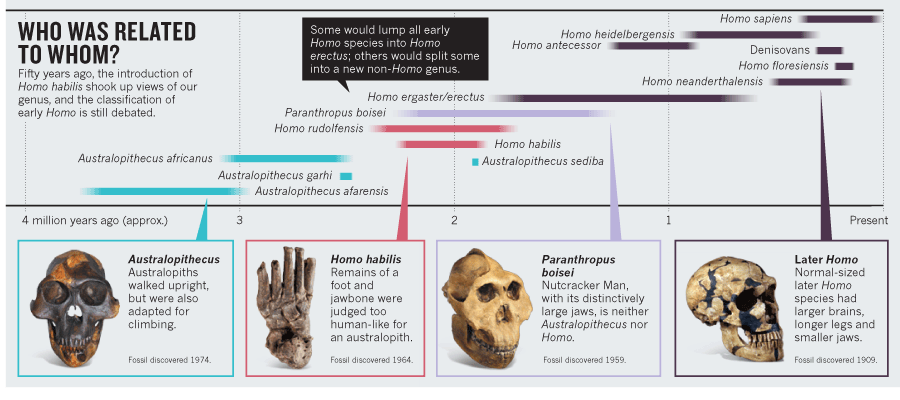 WHO WAS RELATED
TO WHOM?
Fifty years ago, the introduction of
Homo habilis shook up views of our
genus, and the classification of
early Homo is still debated.
Some would lump all early
Homo species into Homo
erectus; others would split some
into a new non-Homo genus.
Homo sapiens
Homo heidelbergensis
Homo antecessor
Denisovans
Homo floresiensis
Homo neanderthalensis
Homo ergaster/erectus
Paranthropus boisei
Homo rudolfensis
Homo habilis
Australopithecus africanus
Australopithecus sediba
Australopithecus garhi
Australopithecus afarensis
4 million years ago (approx.)
3
2
1
Present
Australopithecus
Australopiths
walked upright,
but were also
adapted for
climbing.
Fossil discovered 1974.
Homo habilis
Remains of a
foot and
jawbone were
judged too
human-like for
an australopith.
Fossil discovered 1964.
Paranthropus
boisei
Nutcracker Man,
with its distinctively
large jaws, is neither
Australopithecus nor
Homo.
Fossil discovered 1959.
Later Homo
Normal-sized
later Homo
species had
larger brains,
longer legs and
smaller jaws.
Fossil discovered 1909.